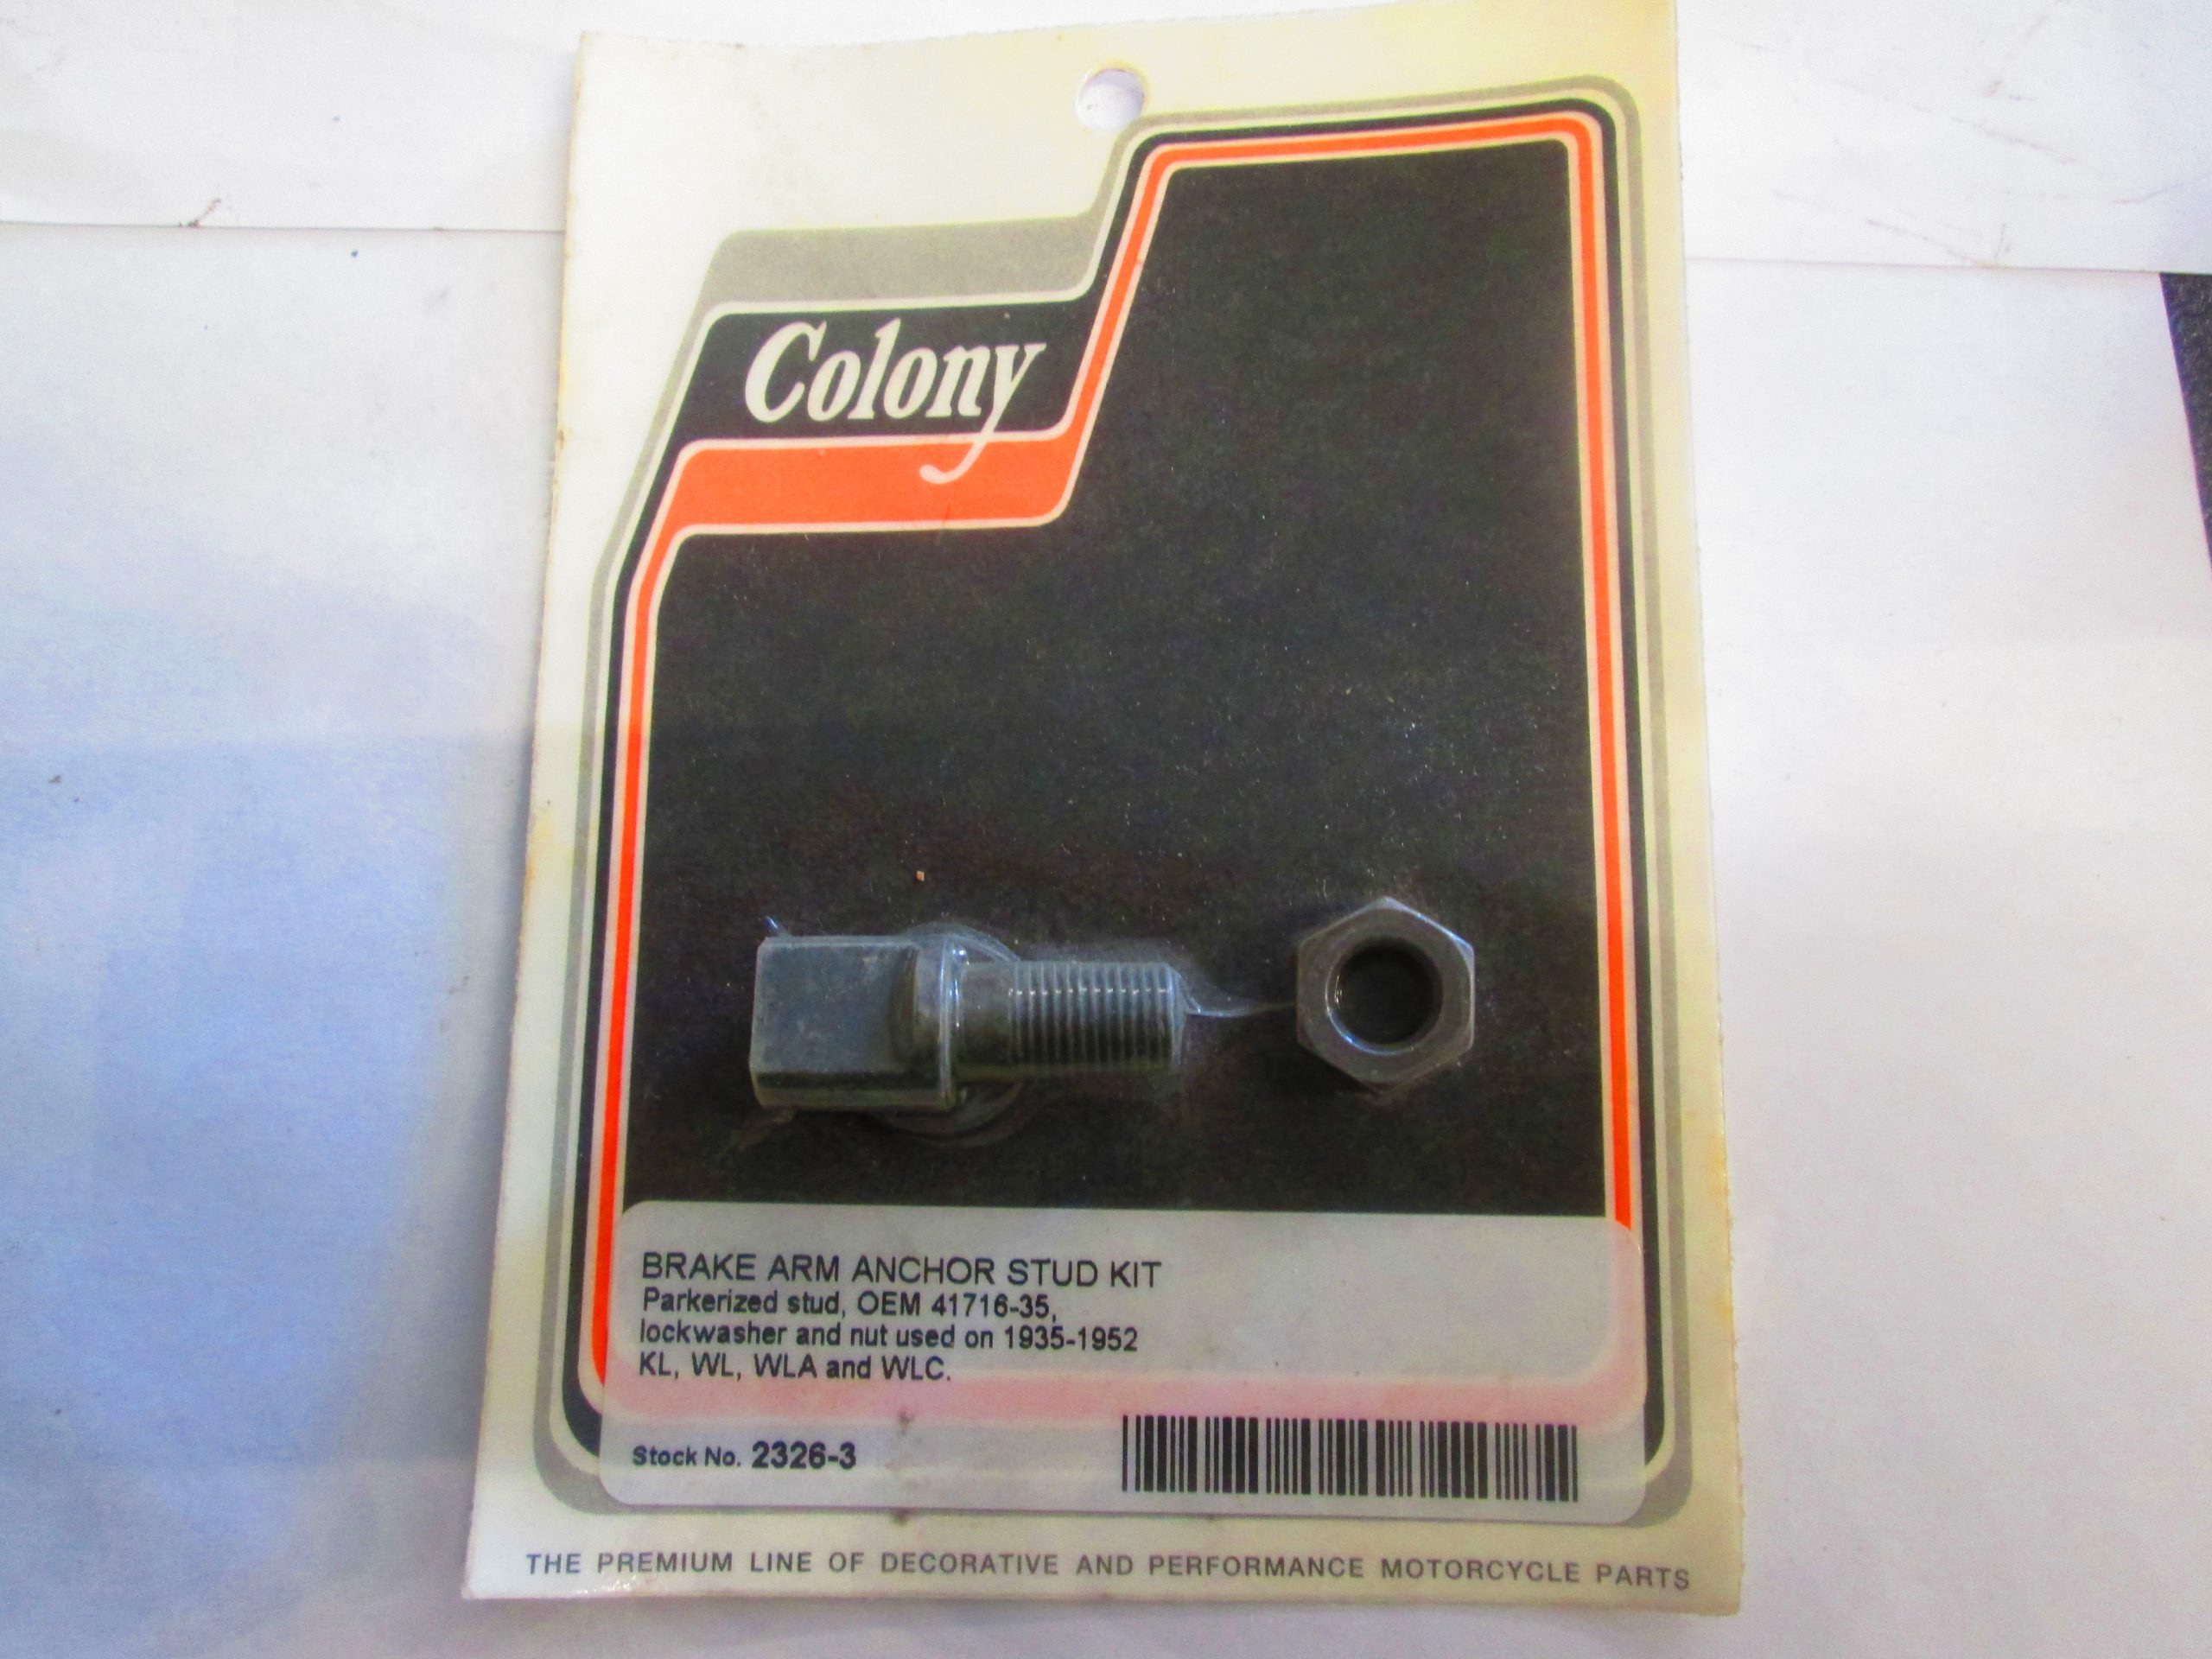 Colony
BRAKE ARM ANCHOR STUD KIT
Parkerized stud, OEM 41716-35,
lockwasher and nut used on 1935-1952
KL, WL, WLA and WLC.
Stock No. 2326-3
THE PREMIUM LINE OF DECORATIVE AND PERFORMANCE MOTORCYCLE PARTS